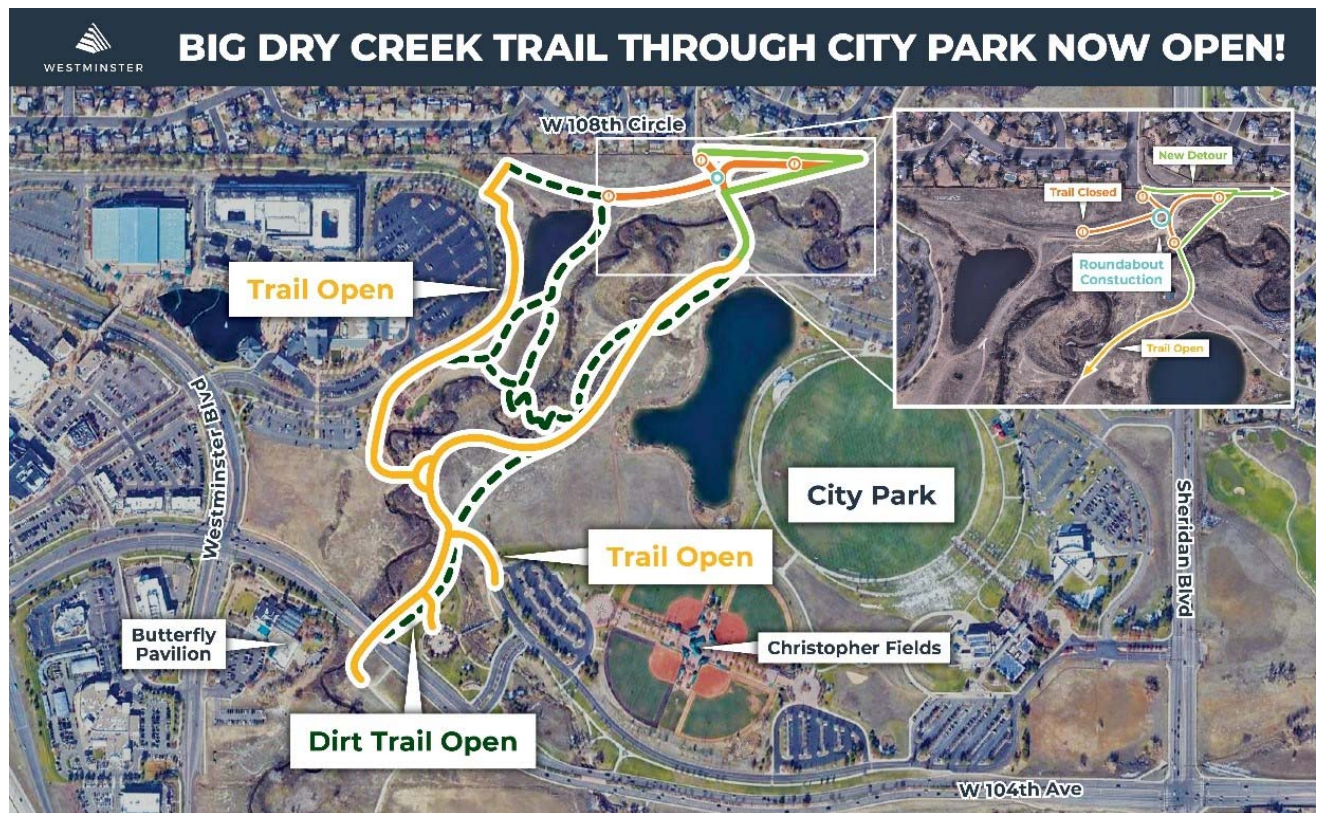 WESTMINSTER
BIG DRY CREEK TRAIL THROUGH CITY PARK NOW OPEN!
W 108th Circle
New Detour
Trail Closed
Roundabout
Constuction
Trail Open
Trail Open
Westminster Blvd
City Park
Sheridan Blvd
Trail Open
Butterfly
Pavilion
Christopher Fields
Dirt Trail Open
W 104th Ave